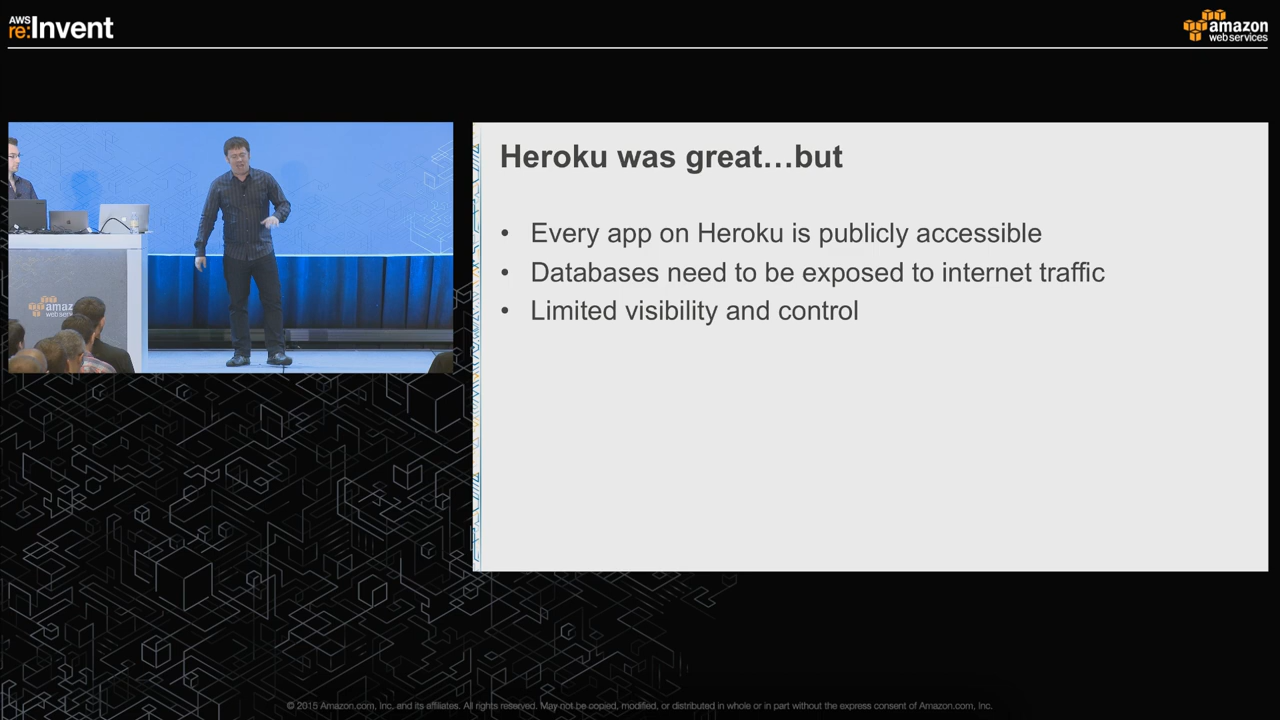 AWS
re:Invent
amazon
webservices
Heroku was great…but
• Every app on Heroku is publicly accessible
• Databases need to be exposed to internet traffic
• Limited visibility and control
© 2015 Amazon.com, Inc. and its affiliates. All rights reserved. May not be copied, modified, or distributed in whole or in part without the express consent of Amazon.com, Inc.